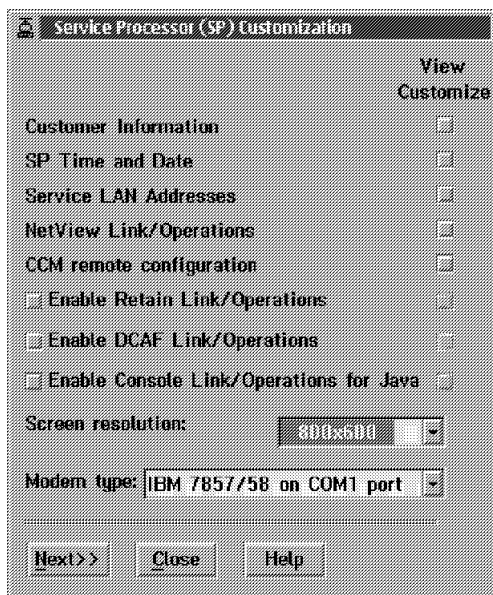 Service Processor (SP) Customization
View
Customize
Customer Information
SP Time and Date
Service LAN Addresses
NetView Link/Operations
CCM remote configuration
Enable Retain Link/Operations
Enable DCAF Link/Operations
Enable Console Link/Operations for Java
Screen resolution: 800x600
Modem type: IBM 7857/58 on COM1 port
Next>> Close Help